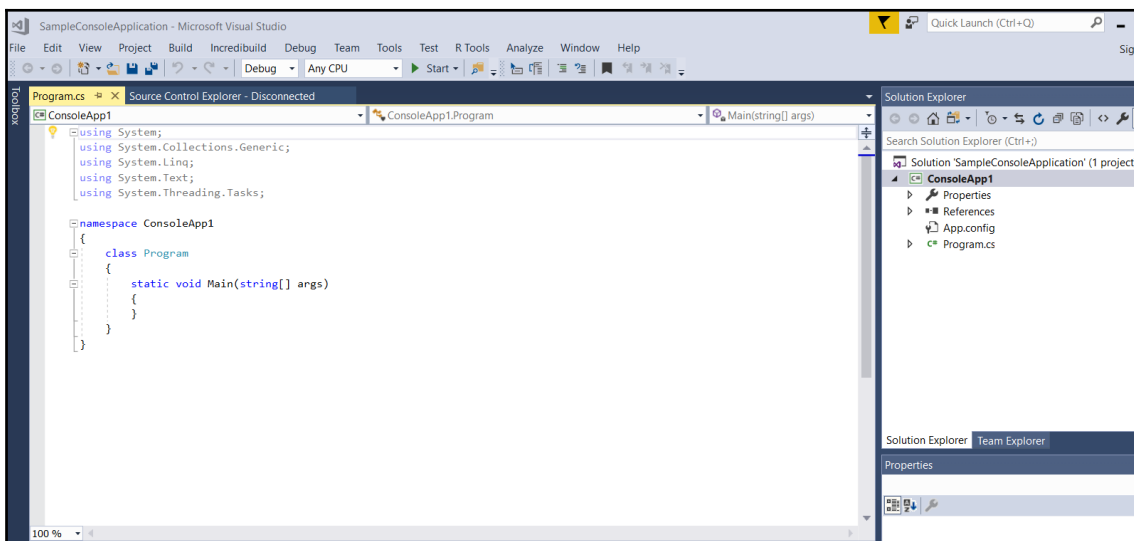 SampleConsoleApplication - Microsoft Visual Studio
Quick Launch (Ctrl+Q)
File Edit View Project Build Incredibuild Debug Team Tools Test R Tools Analyze Window Help
Sig
Debug Any CPU Start
Toolbox
Program.cs Source Control Explorer - Disconnected
ConsoleApp1 ConsoleApp1.Program Main(string[] args)
using System;
using System.Collections.Generic;
using System.Linq;
using System.Text;
using System.Threading.Tasks;
namespace ConsoleApp1
{
class Program
{
static void Main(string[] args)
{
}
}
}
100 %
Solution Explorer
Search Solution Explorer (Ctrl+;)
Solution 'SampleConsoleApplication' (1 project
C# ConsoleApp1
Properties
References
App.config
C# Program.cs
Solution Explorer Team Explorer
Properties